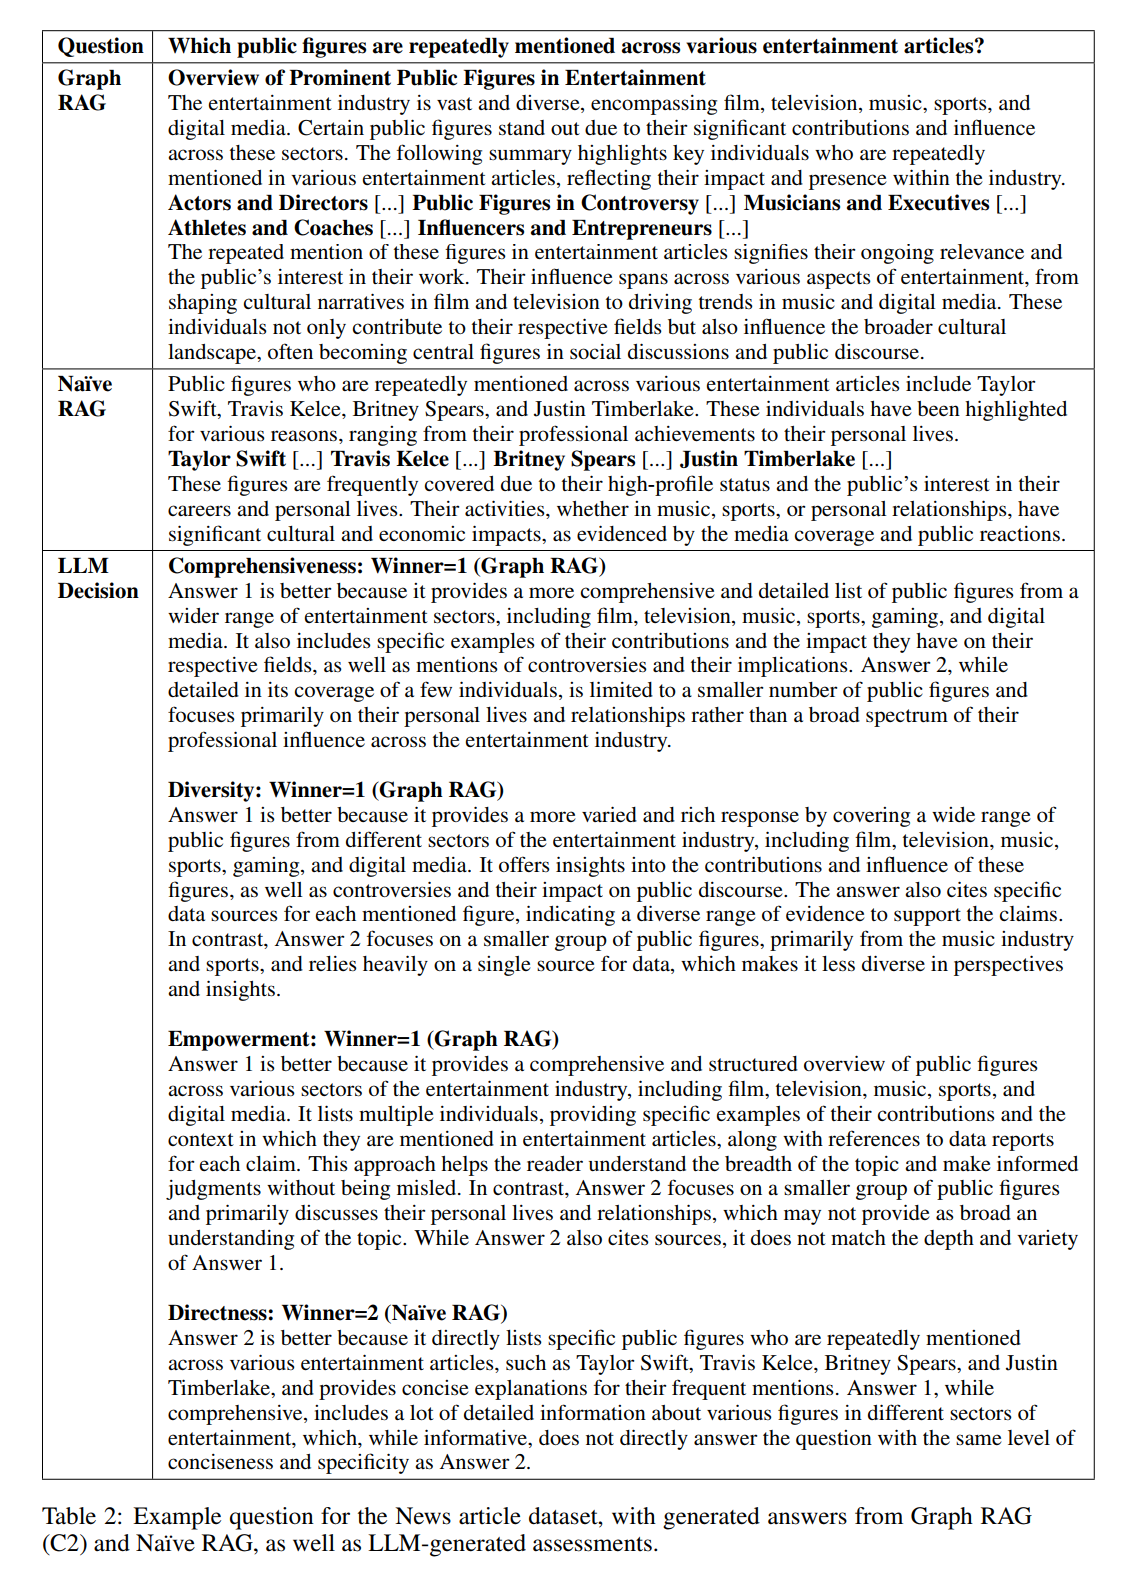 Question Which public figures are repeatedly mentioned across various entertainment articles?
Graph RAG
Overview of Prominent Public Figures in Entertainment
The entertainment industry is vast and diverse, encompassing film, television, music, sports, and
digital media. Certain public figures stand out due to their significant contributions and influence
across these sectors. The following summary highlights key individuals who are repeatedly
mentioned in various entertainment articles, reflecting their impact and presence within the industry.
Actors and Directors [...] Public Figures in Controversy [...] Musicians and Executives [...]
Athletes and Coaches [...] Influencers and Entrepreneurs [...]
The repeated mention of these figures in entertainment articles signifies their ongoing relevance and
the public's interest in their work. Their influence spans across various aspects of entertainment, from
shaping cultural narratives in film and television to driving trends in music and digital media. These
individuals not only contribute to their respective fields but also influence the broader cultural
landscape, often becoming central figures in social discussions and public discourse.
Naïve RAG
Public figures who are repeatedly mentioned across various entertainment articles include Taylor
Swift, Travis Kelce, Britney Spears, and Justin Timberlake. These individuals have been highlighted
for various reasons, ranging from their professional achievements to their personal lives.
Taylor Swift [...] Travis Kelce [...] Britney Spears [...] Justin Timberlake [...]
These figures are frequently covered due to their high-profile status and the public's interest in their
careers and personal lives. Their activities, whether in music, sports, or personal relationships, have
significant cultural and economic impacts, as evidenced by the media coverage and public reactions.
LLM Decision
Comprehensiveness: Winner=1 (Graph RAG)
Answer 1 is better because it provides a more comprehensive and detailed list of public figures from a
wider range of entertainment sectors, including film, television, music, sports, gaming, and digital
media. It also includes specific examples of their contributions and the impact they have on their
respective fields, as well as mentions of controversies and their implications. Answer 2, while
detailed in its coverage of a few individuals, is limited to a smaller number of public figures and
focuses primarily on their personal lives and relationships rather than a broad spectrum of their
professional influence across the entertainment industry.
Diversity: Winner=1 (Graph RAG)
Answer 1 is better because it provides a more varied and rich response by covering a wide range of
public figures from different sectors of the entertainment industry, including film, television, music,
sports, gaming, and digital media. It offers insights into the contributions and influence of these
figures, as well as controversies and their impact on public discourse. The answer also cites specific
data sources for each mentioned figure, indicating a diverse range of evidence to support the claims.
In contrast, Answer 2 focuses on a smaller group of public figures, primarily from the music industry
and sports, and relies heavily on a single source for data, which makes it less diverse in perspectives
and insights.
Empowerment: Winner=1 (Graph RAG)
Answer 1 is better because it provides a comprehensive and structured overview of public figures
across various sectors of the entertainment industry, including film, television, music, sports, and
digital media. It lists multiple individuals, providing specific examples of their contributions and the
context in which they are mentioned in entertainment articles, along with references to data reports
for each claim. This approach helps the reader understand the breadth of the topic and make informed
judgments without being misled. In contrast, Answer 2 focuses on a smaller group of public figures
and primarily discusses their personal lives and relationships, which may not provide as broad an
understanding of the topic. While Answer 2 also cites sources, it does not match the depth and variety
of Answer 1.
Directness: Winner=2 (Naïve RAG)
Answer 2 is better because it directly lists specific public figures who are repeatedly mentioned
across various entertainment articles, such as Taylor Swift, Travis Kelce, Britney Spears, and Justin
Timberlake, and provides concise explanations for their frequent mentions. Answer 1, while
comprehensive, includes a lot of detailed information about various figures in different sectors of
entertainment, which, while informative, does not directly answer the question with the same level of
conciseness and specificity as Answer 2.
Table 2: Example question for the News article dataset, with generated answers from Graph RAG
(C2) and Naïve RAG, as well as LLM-generated assessments.